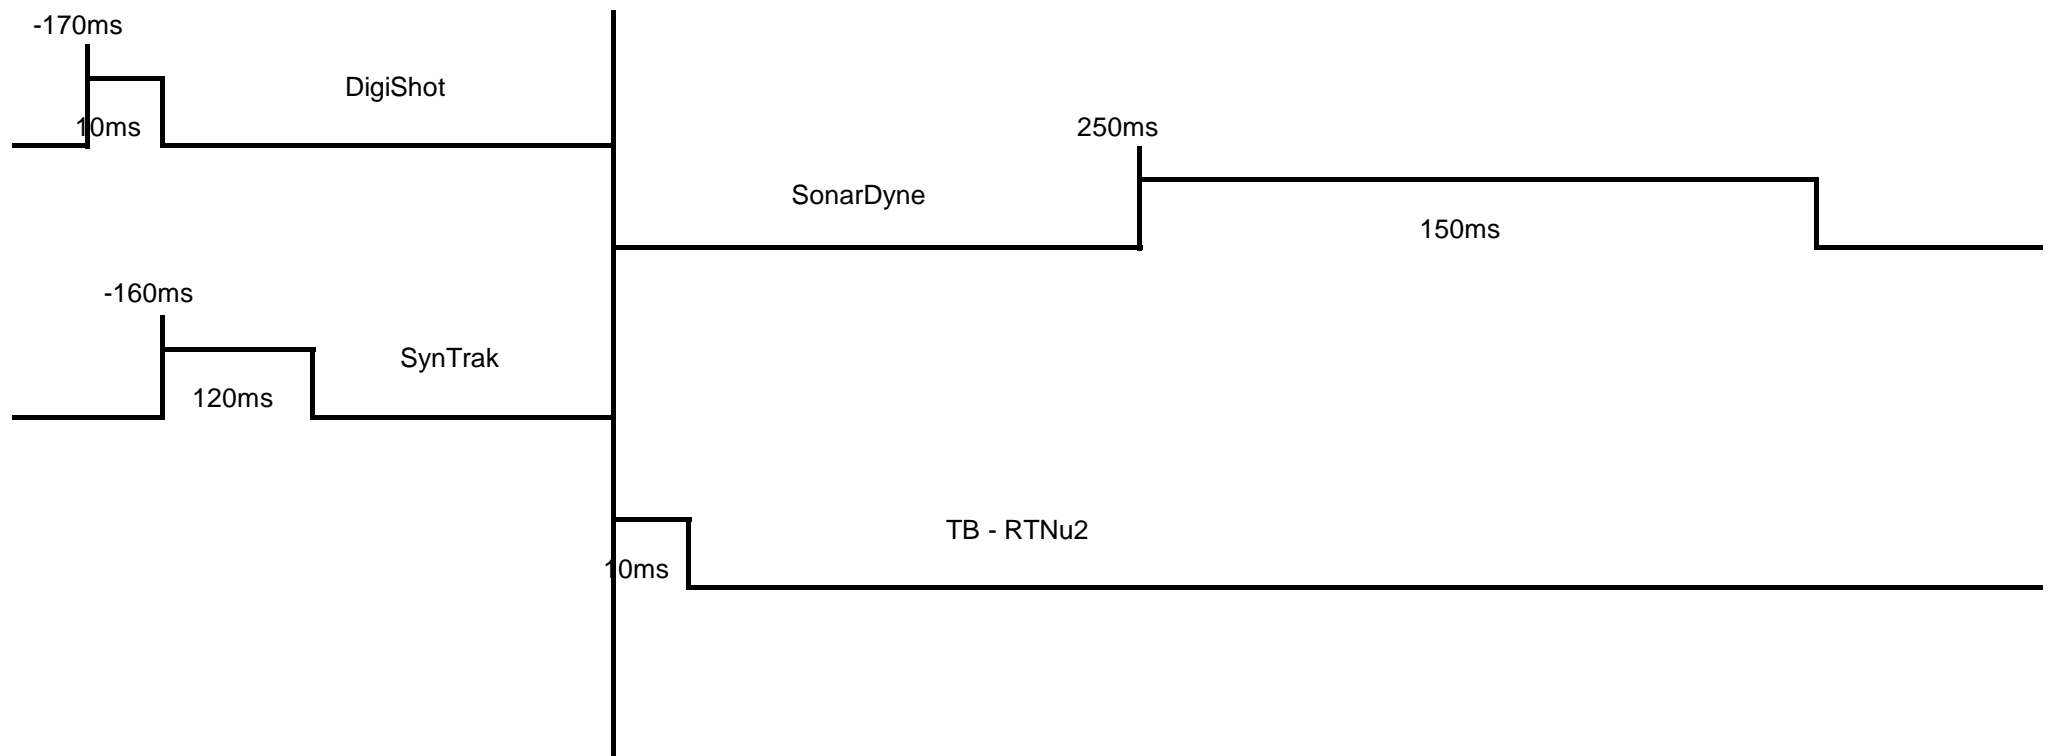 -170ms
DigiShot
10ms
250ms
SonarDyne
150ms
-160ms
SynTrak
120ms
TB - RTNu2
10ms